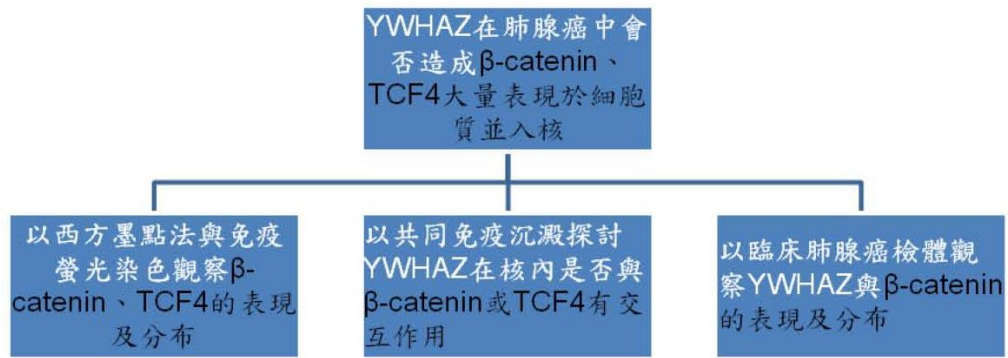 YWHAZ在肺腺癌中會
否造成β-catenin、
TCF4大量表現於細胞
質並入核
以西方墨點法與免疫
螢光染色觀察β-
catenin、TCF4的表現
及分布
以共同免疫沉澱探討
YWHAZ在核內是否與
β-catenin或TCF4有交
互作用
以臨床肺腺癌檢體觀
察YWHAZ與β-catenin
的表現及分布